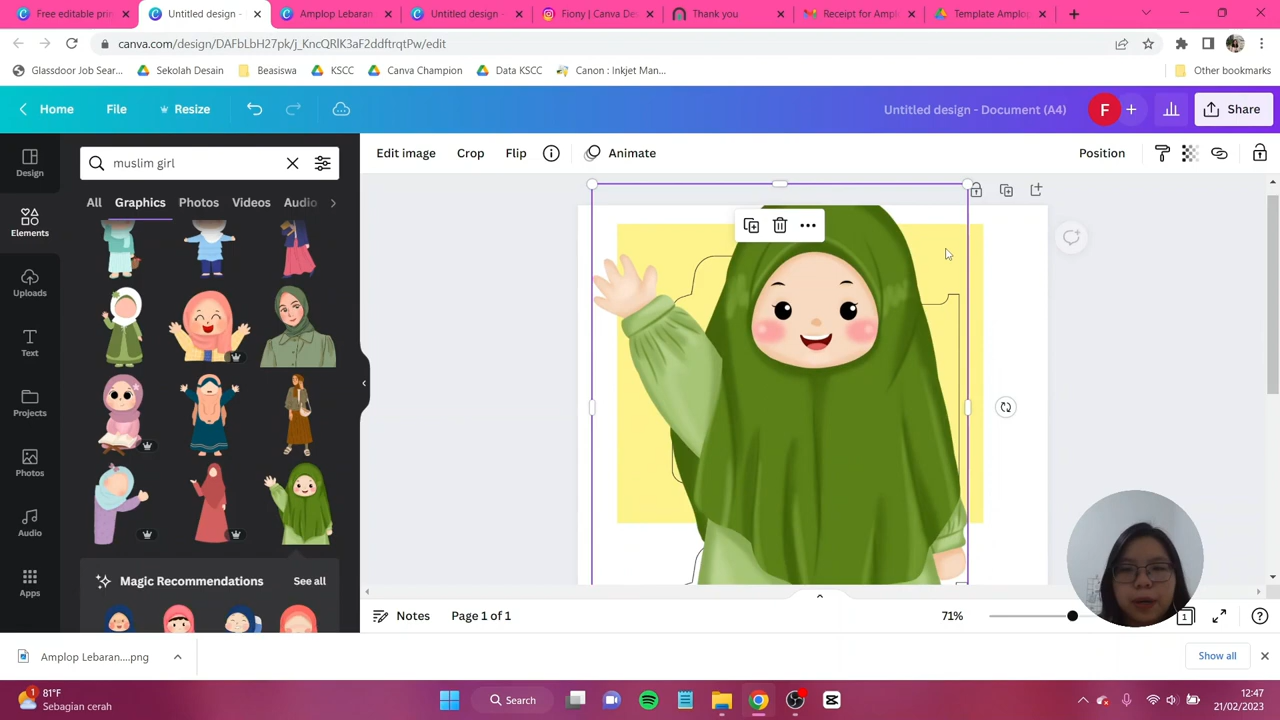 Free editable prin
Untitled design -
Amplop Lebaran
Untitled design -
Fiony | Canva De
Thank you
Receipt for Ampl
Template Amplop
canva.com/design/DAFbLbH27pk/j_KncQRlK3aF2ddftrqtPw/edit
Glassdoor Job Sear...
Sekolah Desain
Beasiswa
KSCC
Canva Champion
Data KSCC
Canon : Inkjet Man...
Other bookmarks
Home
File
Resize
Untitled design - Document (A4)
F
Share
Design
Elements
Uploads
Text
Projects
Photos
Audio
Apps
muslim girl
All
Graphics
Photos
Videos
Audio
Magic Recommendations
See all
Edit image
Crop
Flip
Animate
Position
Notes
Page 1 of 1
71%
1
Amplop Lebaran....png
Show all
1
81°F
Sebagian cerah
Search
12:47
21/02/2023